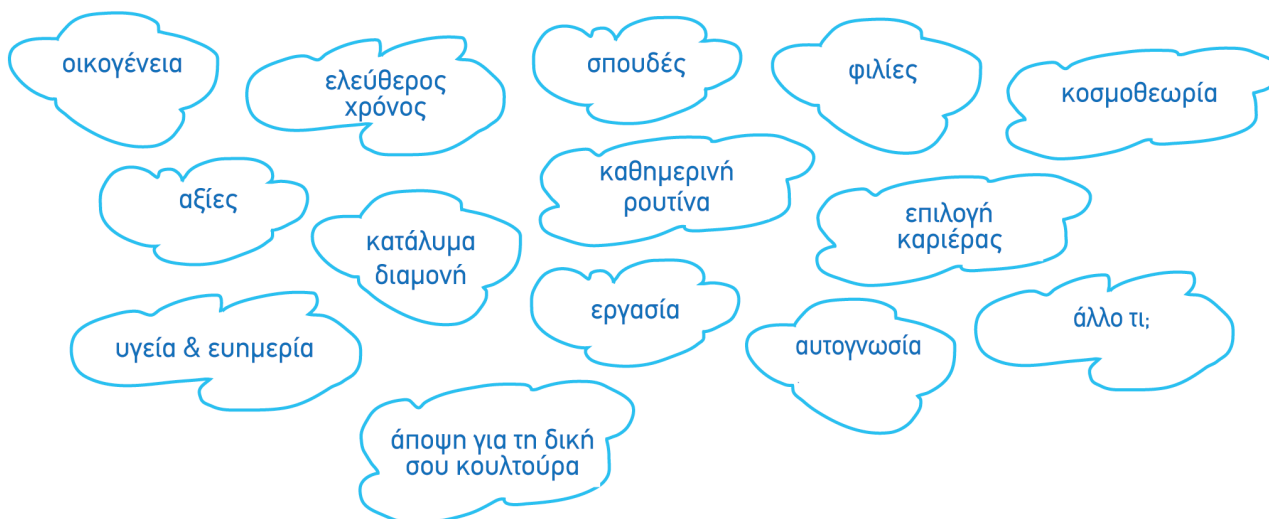 οικογένεια
ελεύθερος
χρόνος
σπουδές
φιλίες
κοσμοθεωρία
αξίες
κατάλυμα
διαμονή
καθημερινή
ρουτίνα
επιλογή
καριέρας
υγεία & ευημερία
εργασία
αυτογνωσία
άλλο τι;
άποψη για τη δική
σου κουλτούρα